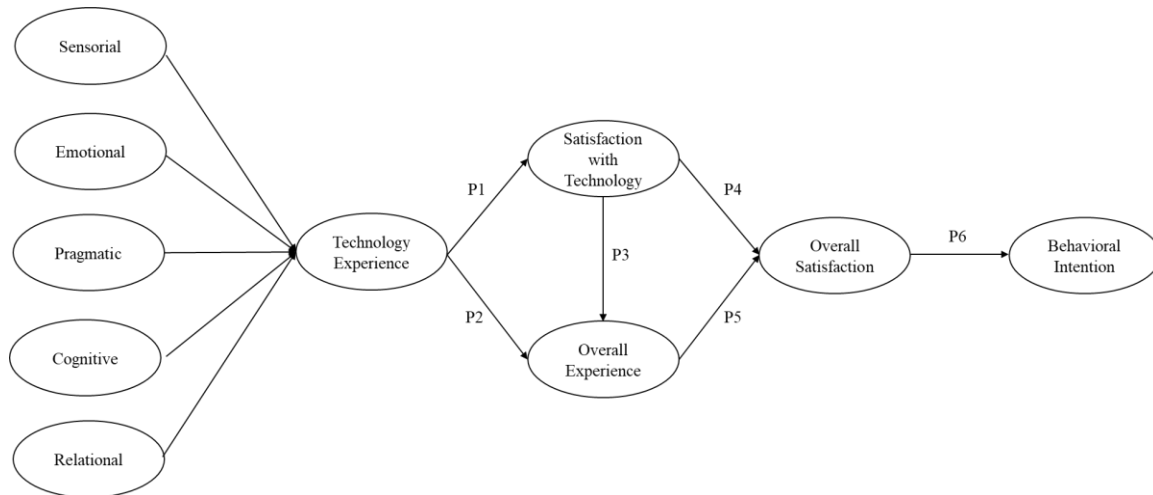 Sensorial
Emotional
Pragmatic
Cognitive
Relational
Technology
Experience
P1
P2
Satisfaction
with
Technology
P3
Overall
Experience
P4
P5
Overall
Satisfaction
P6
Behavioral
Intention